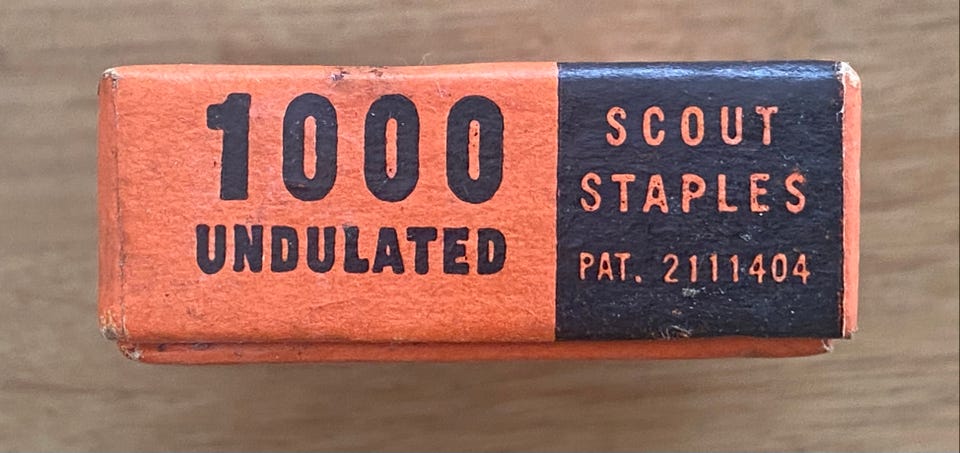 1000
UNDULATED
SCOUT
STAPLES
PAT. 2111404